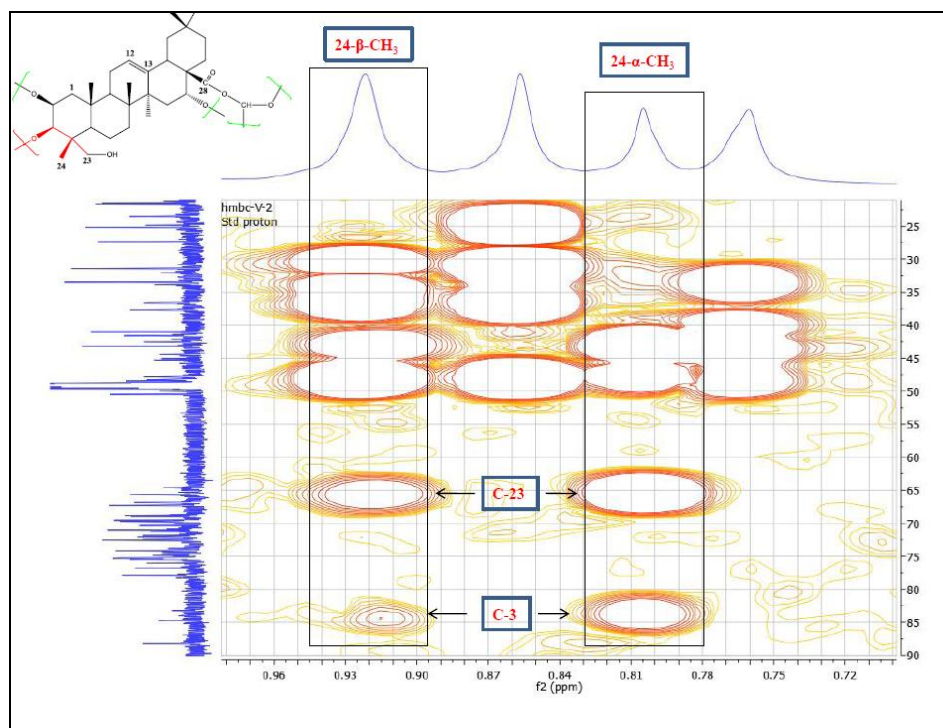 24-β-CH₃
24-α-CH₃
12
13
O
28
O
O
O
1
O
O
O
23
OH
24
hmbc-V-2
Std proton
25
30
35
40
45
50
55
60
C-23
65
70
75
80
C-3
85
90
0.96 0.93 0.90 0.87 0.84 0.81 0.78 0.75 0.72
f2 (ppm)